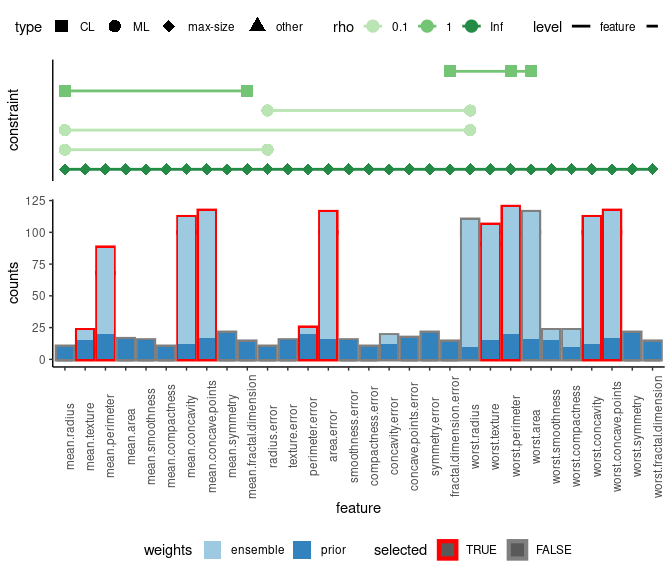 type CL ML max-size other rho 0.1 1 Inf level feature
constraint
125
100
75
50
25
0
counts
mean.radius
mean.texture
mean.perimeter
mean.area
mean.smoothness
mean.compactness
mean.concavity
mean.concave.points
mean.symmetry
mean.fractal.dimension
radius.error
texture.error
perimeter.error
area.error
smoothness.error
compactness.error
concavity.error
concave.points.error
symmetry.error
fractal.dimension.error
worst.radius
worst.texture
worst.perimeter
worst.area
worst.smoothness
worst.compactness
worst.concavity
worst.concave.points
worst.symmetry
worst.fractal.dimension
feature
weights ensemble prior selected TRUE FALSE